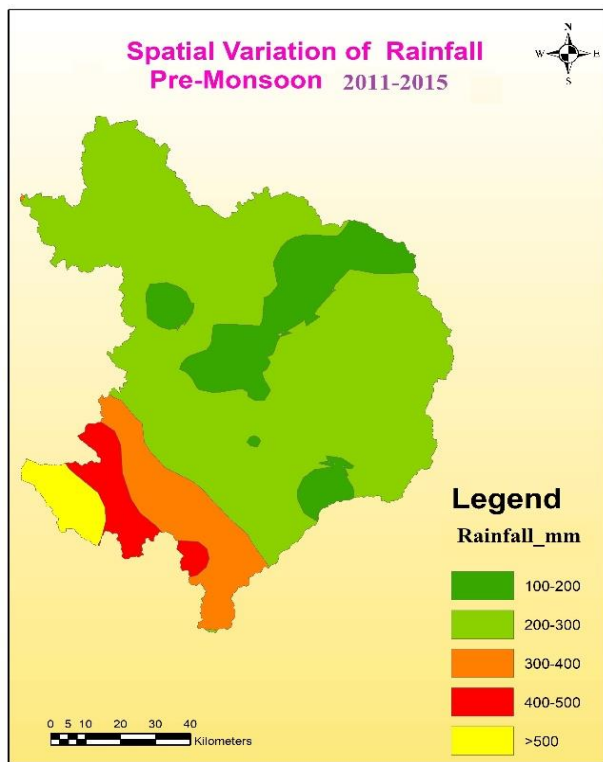 Spatial Variation of Rainfall
Pre-Monsoon 2011-2015
N
W E
S
Legend
Rainfall_mm
100-200
200-300
300-400
400-500
>500
0 5 10 20 30 40
Kilometers